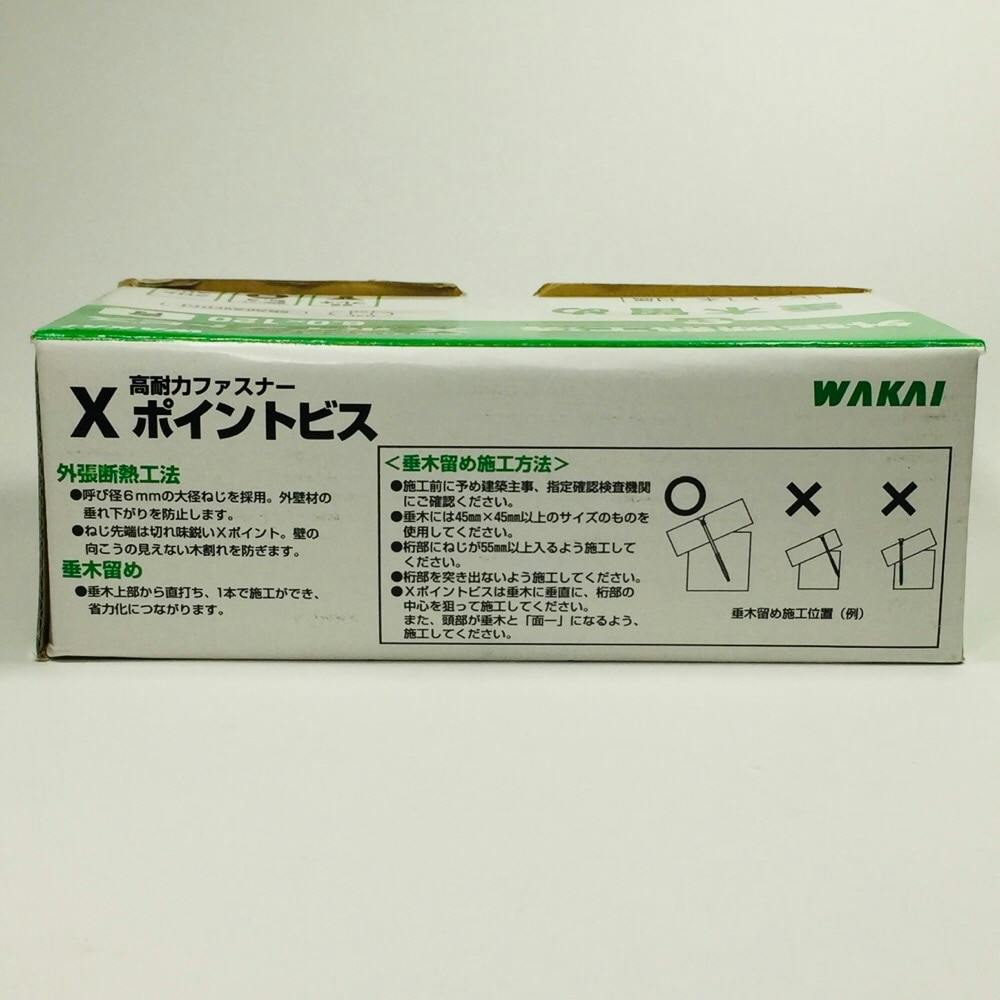 高耐力ファスナー
X ポイントビス
WAKAI
外張断熱工法
●呼び径6mmの大径ねじを採用。外壁材の
垂れ下がりを防止します。
●ねじ先端は切れ味鋭いXポイント。壁の
向こうの見えない木割れを防ぎます。
垂木留め
●垂木上部から直打ち、1本で施工ができ、
省力化につながります。
＜垂木留め施工方法＞
●施工前に予め建築主事、指定確認検査機関
にご確認ください。
●垂木には45mm×45mm以上のサイズのものを
使用してください。
●桁部にねじが55mm以上入るよう施工して
ください。
●桁部を突き出ないよう施工してください。
●Xポイントビスは垂木に垂直に、桁部の
中心を狙って施工してください。
また、頭部が垂木と「面一」になるよう、
施工してください。
○ × ×
垂木留め施工位置（例）